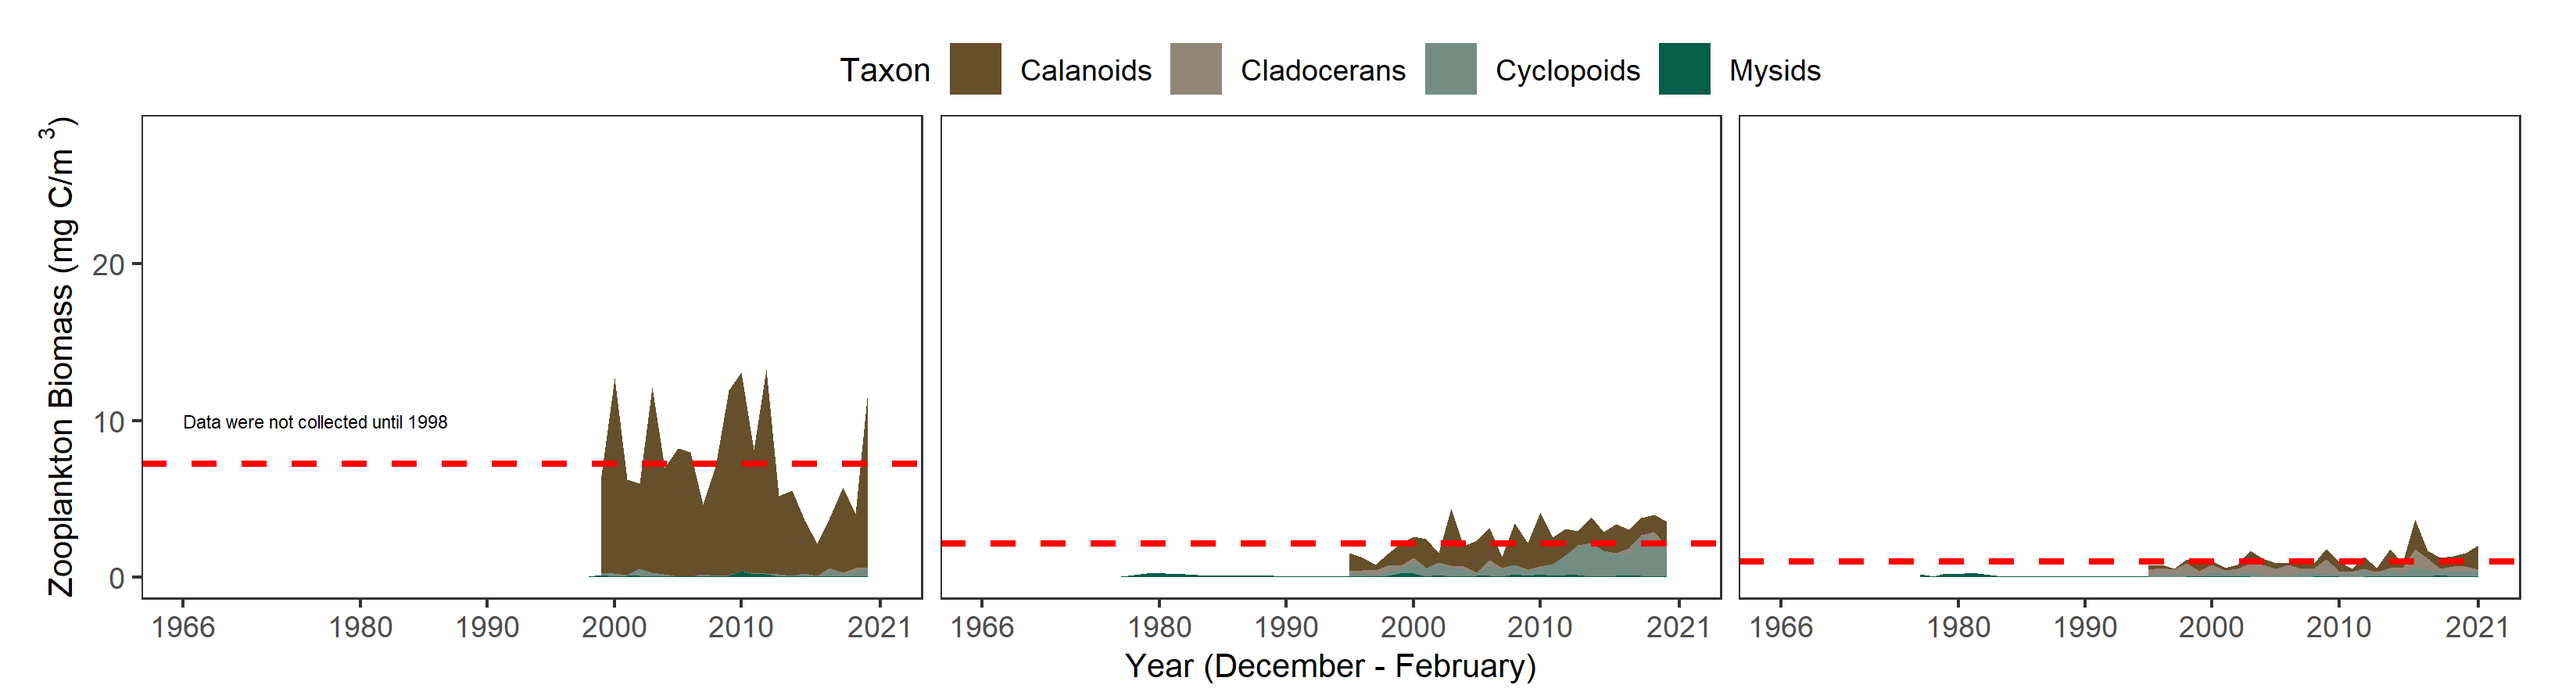 Taxon Calanoids Cladocerans Cyclopoids Mysids
Zooplankton Biomass (mg C/m 3)
20
10
0
Data were not collected until 1998
1966 1980 1990 2000 2010 2021 1966 1980 1990 2000 2010 2021 1966 1980 1990 2000 2010 2021
Year (December - February)